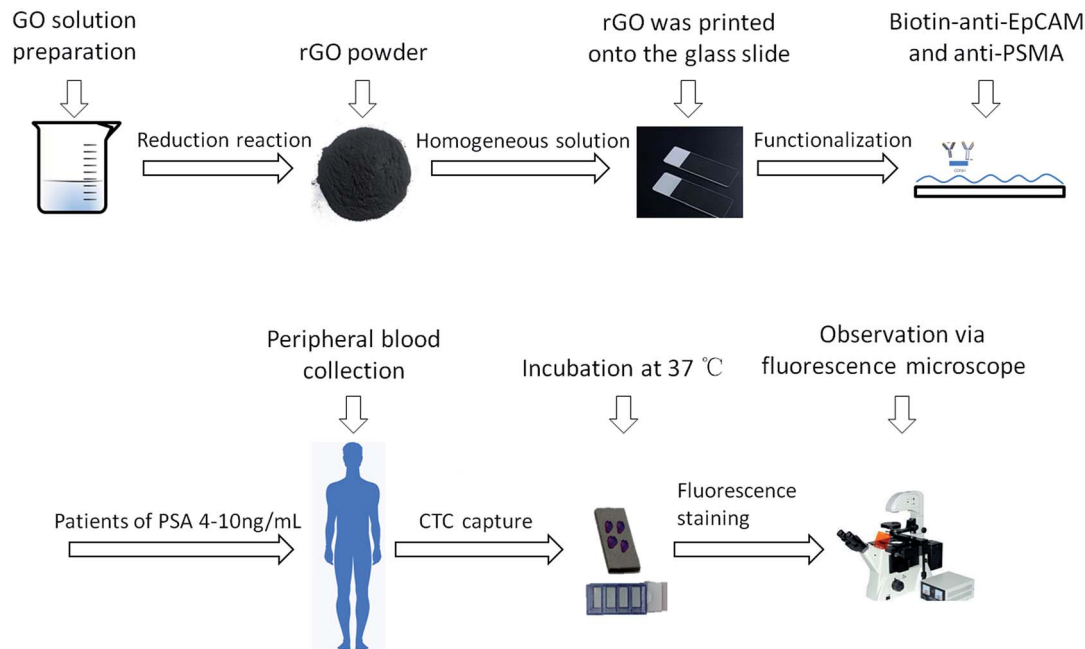 GO solution
preparation
rGO powder
rGO was printed
onto the glass slide
Biotin-anti-EpCAM
and anti-PSMA
Reduction reaction
Homogeneous solution
Functionalization
Peripheral blood
collection
Incubation at 37 ℃
Observation via
fluorescence microscope
Patients of PSA 4-10ng/mL
CTC capture
Fluorescence
staining